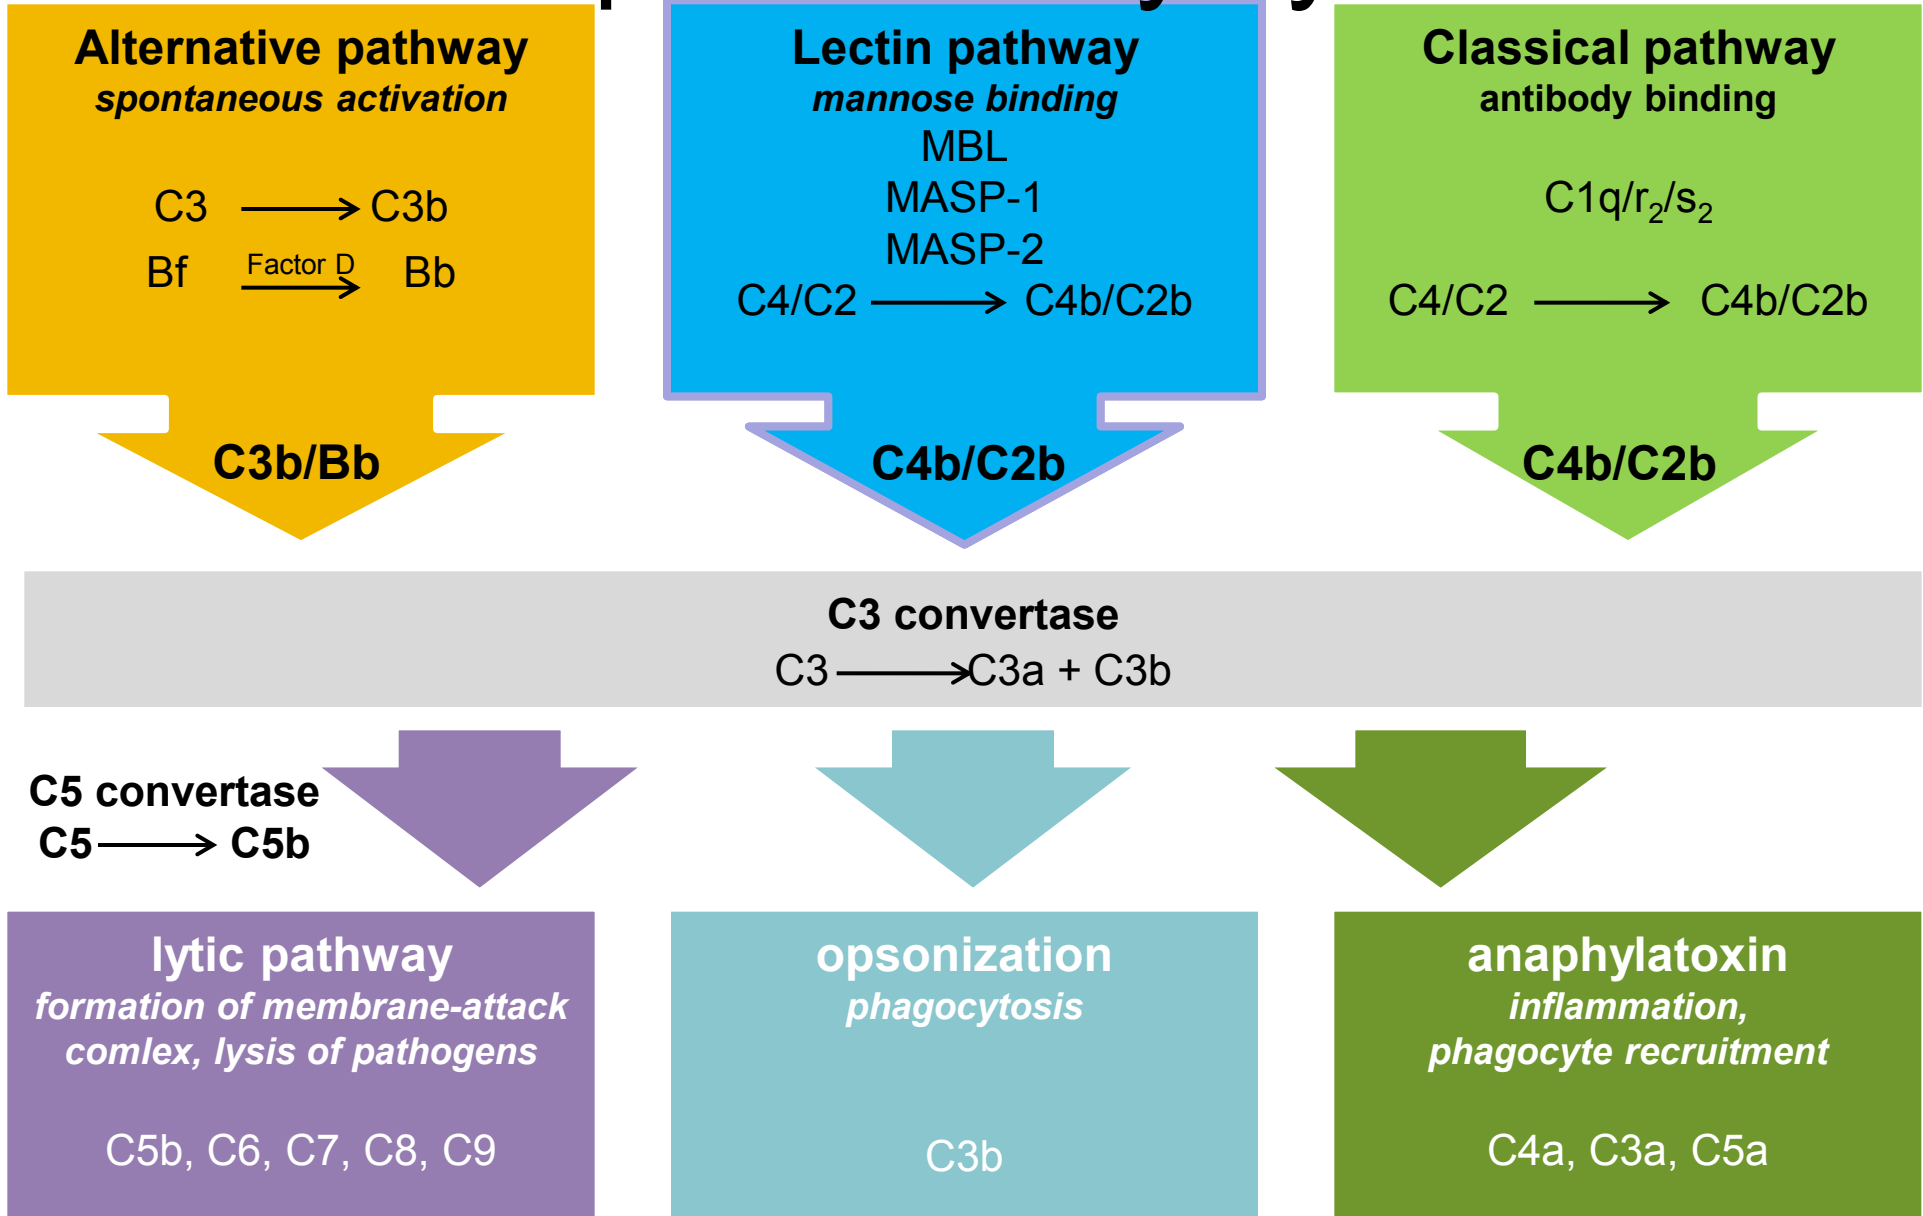 Alternative pathway
spontaneous activation
C3 → C3b
Bf Factor D → Bb
C3b/Bb
Lectin pathway
mannose binding
MBL
MASP-1
MASP-2
C4/C2 → C4b/C2b
C4b/C2b
Classical pathway
antibody binding
C1q/r₂/s₂
C4/C2 → C4b/C2b
C4b/C2b
C3 convertase
C3 → C3a + C3b
C5 convertase
C5 → C5b
lytic pathway
formation of membrane-attack
comlex, lysis of pathogens
C5b, C6, C7, C8, C9
opsonization
phagocytosis
C3b
anaphylatoxin
inflammation,
phagocyte recruitment
C4a, C3a, C5a